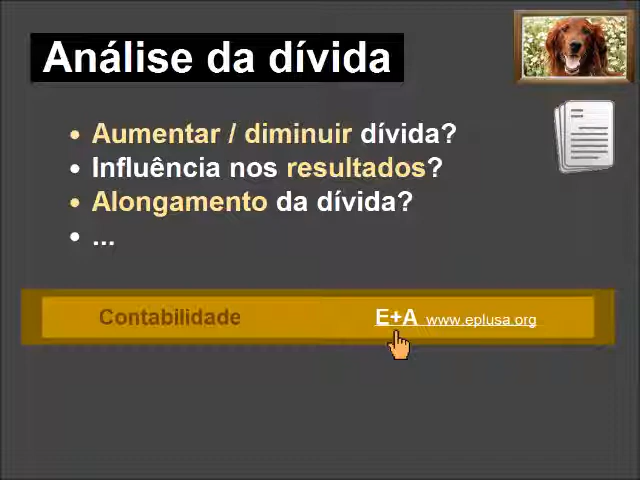 Análise da dívida
• Aumentar / diminuir dívida?
• Influência nos resultados?
• Alongamento da dívida?
• ...
Contabilidade E+A www.eplusa.org